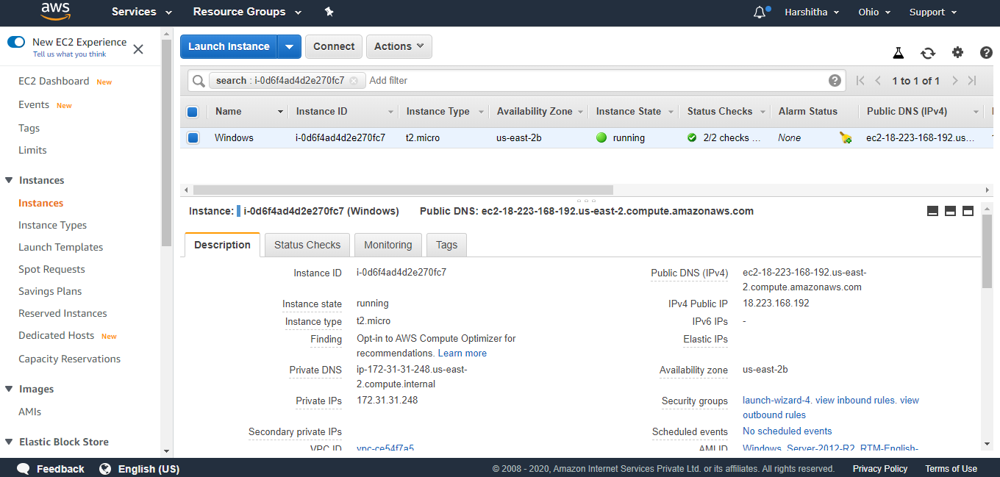 aws
Services
Resource Groups
Harshitha
Ohio
Support
New EC2 Experience
Tell us what you think
EC2 Dashboard New
Events New
Tags
Limits
Instances
Instances
Instance Types
Launch Templates
Spot Requests
Savings Plans
Reserved Instances
Dedicated Hosts New
Capacity Reservations
Images
AMIs
Elastic Block Store
Launch Instance
Connect
Actions
search : i-0d6f4ad4d2e270fc7 Add filter
1 to 1 of 1
Name Instance ID Instance Type Availability Zone Instance State Status Checks Alarm Status Public DNS (IPv4)
Windows i-0d6f4ad4d2e270fc7 t2.micro us-east-2b running 2/2 checks ... None ec2-18-223-168-192.us...
Instance: i-0d6f4ad4d2e270fc7 (Windows) Public DNS: ec2-18-223-168-192.us-east-2.compute.amazonaws.com
Description Status Checks Monitoring Tags
Instance ID i-0d6f4ad4d2e270fc7
Instance state running
Instance type t2.micro
Finding Opt-in to AWS Compute Optimizer for
recommendations. Learn more
Private DNS ip-172-31-31-248.us-east-
2.compute.internal
Private IPs 172.31.31.248
Secondary private IPs
VPC ID vpc-ce54f7a5
Public DNS (IPv4) ec2-18-223-168-192.us-east-
2.compute.amazonaws.com
IPv4 Public IP 18.223.168.192
IPv6 IPs -
Elastic IPs
Availability zone us-east-2b
Security groups launch-wizard-4. view inbound rules. view
outbound rules
Scheduled events No scheduled events
AMI ID Windows_Server-2012-R2_RTM-English-
Feedback
English (US)
© 2008 - 2020, Amazon Internet Services Private Ltd. or its affiliates. All rights reserved.
Privacy Policy
Terms of Use